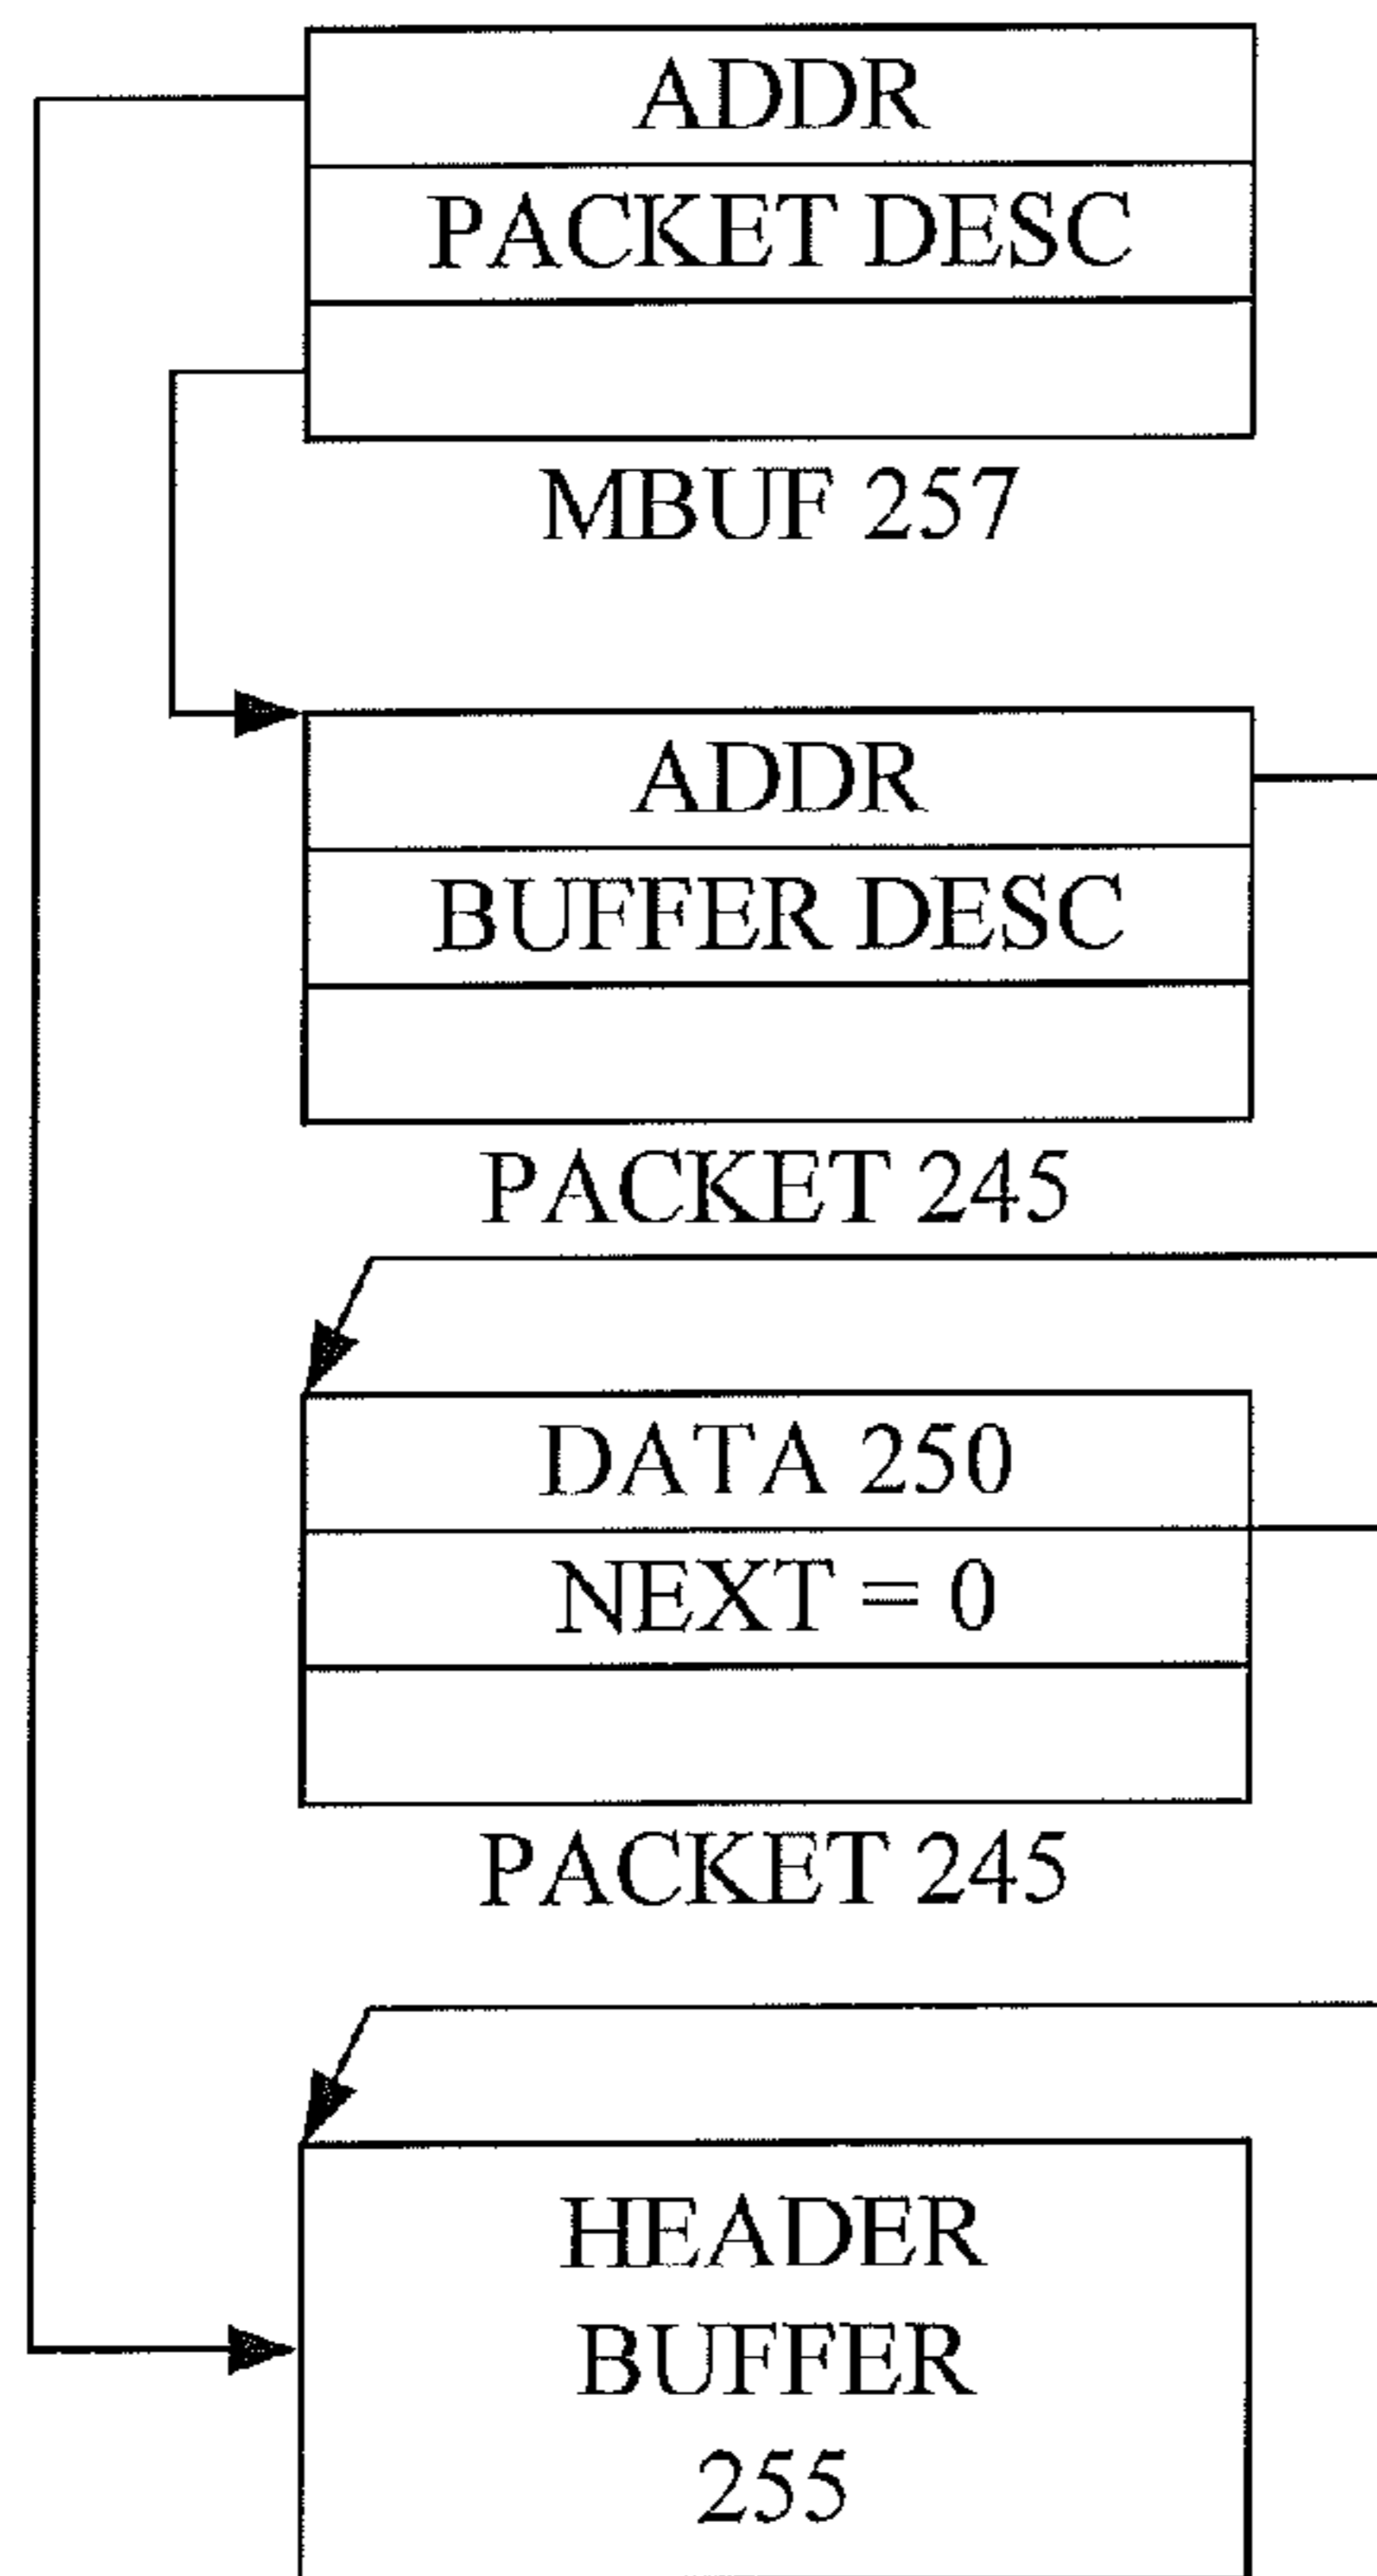 ADDR
PACKET DESC
MBUF 257
ADDR
BUFFER DESC
PACKET 245
DATA 250
NEXT = 0
PACKET 245
HEADER
BUFFER
255